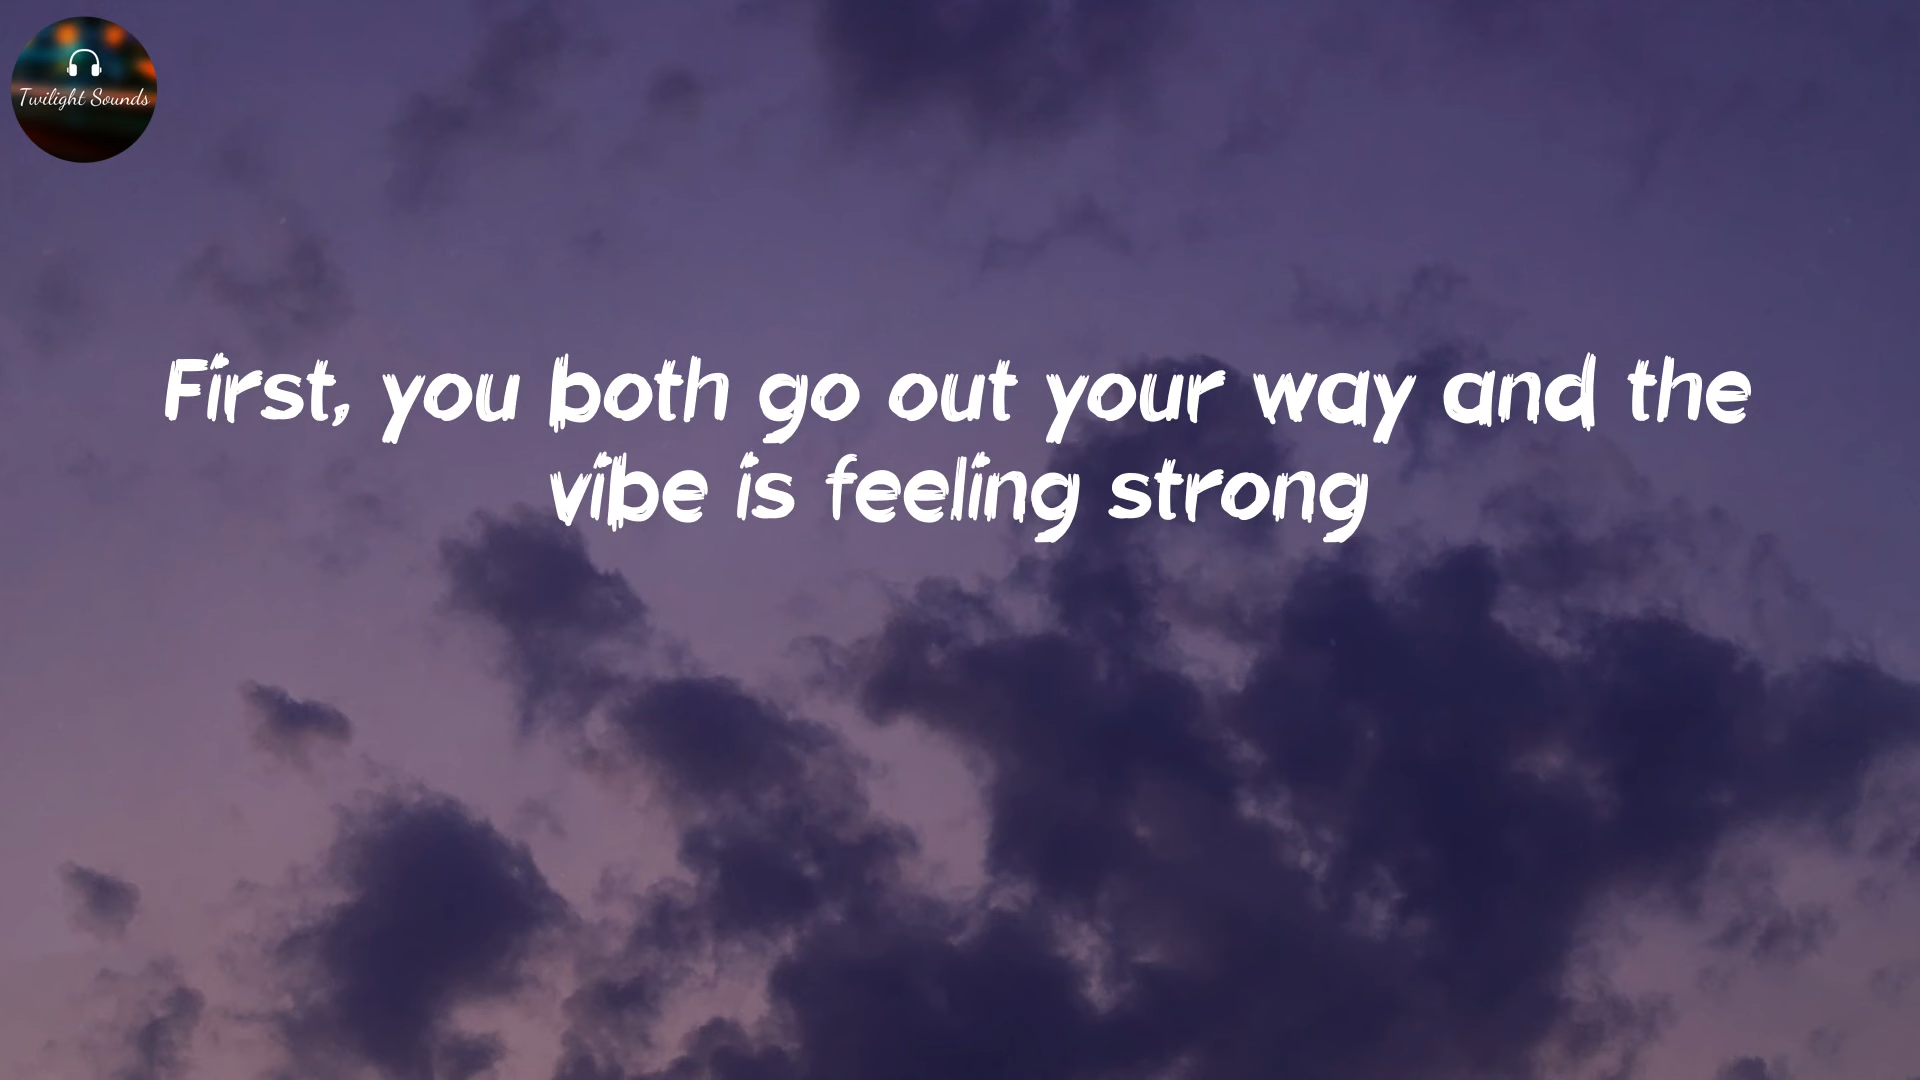 Twilight Sounds
First, you both go out your way and the
vibe is feeling strong